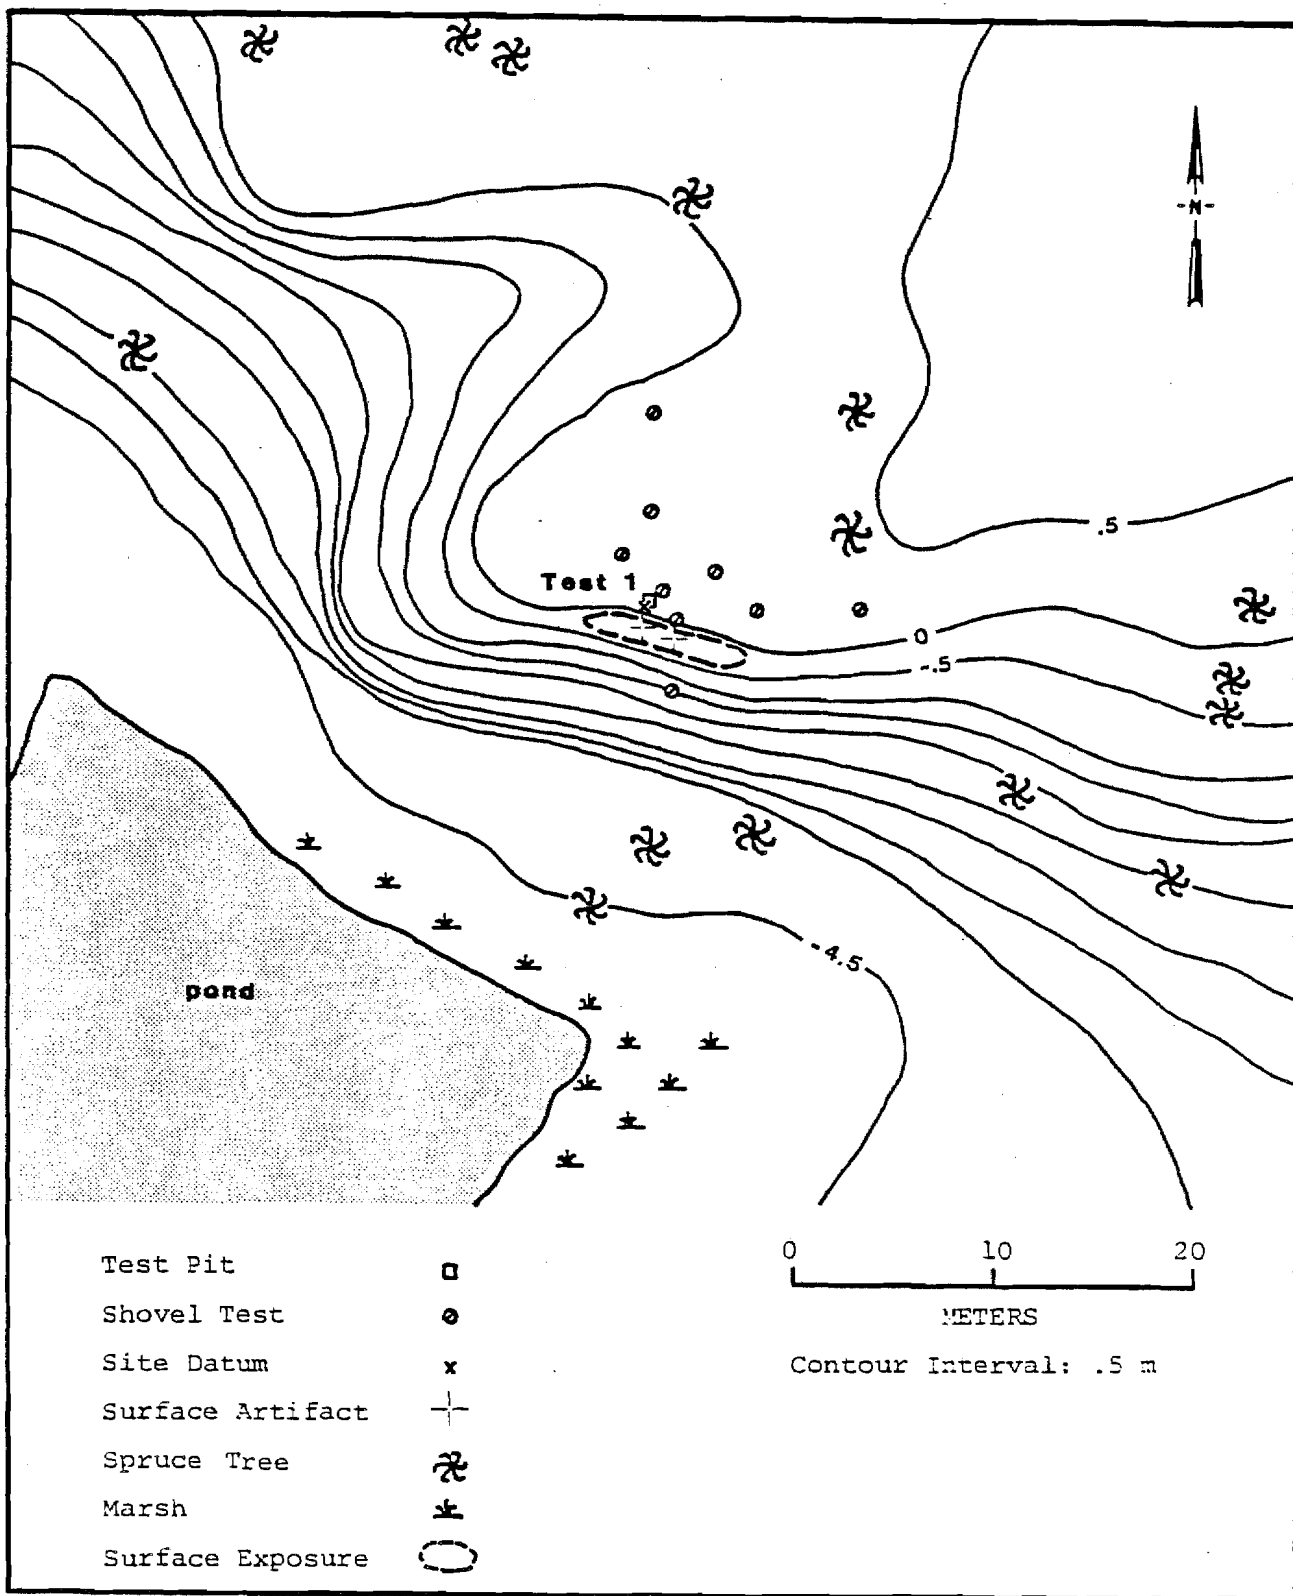 -N-
.5
Test 1
0
-.5
-4.5
pond
0 10 20
METERS
Contour Interval: .5 m
Test Pit
Shovel Test
Site Datum
Surface Artifact
Spruce Tree
Marsh
Surface Exposure